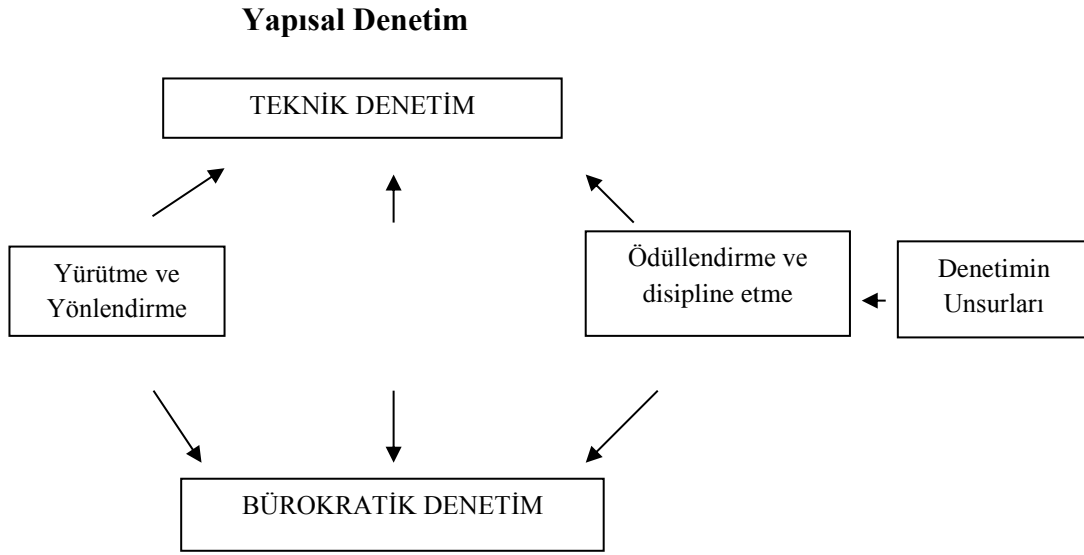 Yapısal Denetim
TEKNİK DENETİM
Yürütme ve
Yönlendirme
Ödüllendirme ve
disipline etme
Denetimin
Unsurları
BÜROKRATİK DENETİM